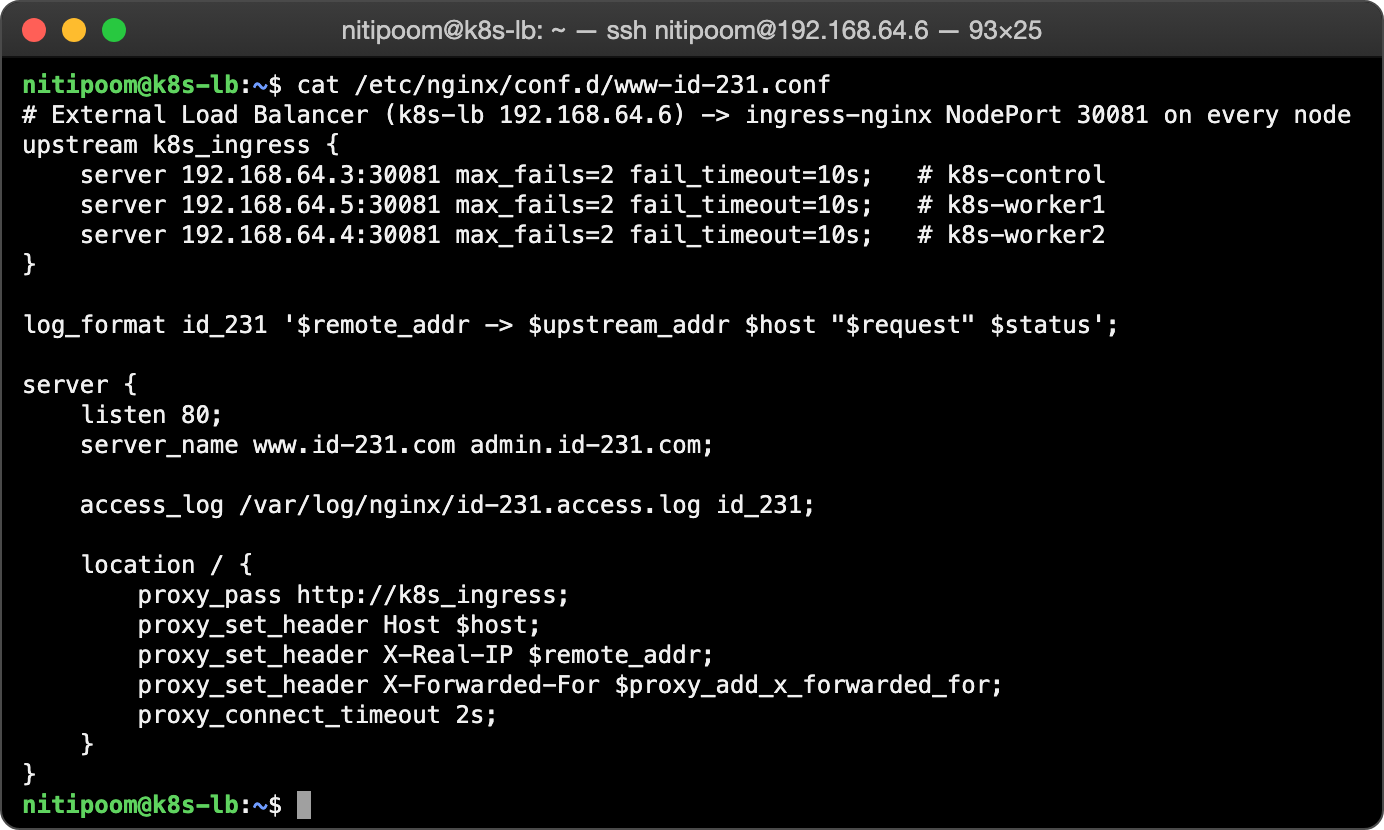 nitipoom@k8s-lb: ~ — ssh nitipoom@192.168.64.6 — 93×25
nitipoom@k8s-lb:~$ cat /etc/nginx/conf.d/www-id-231.conf
# External Load Balancer (k8s-lb 192.168.64.6) -> ingress-nginx NodePort 30081 on every node
upstream k8s_ingress {
    server 192.168.64.3:30081 max_fails=2 fail_timeout=10s;   # k8s-control
    server 192.168.64.5:30081 max_fails=2 fail_timeout=10s;   # k8s-worker1
    server 192.168.64.4:30081 max_fails=2 fail_timeout=10s;   # k8s-worker2
}

log_format id_231 '$remote_addr -> $upstream_addr $host "$request" $status';

server {
    listen 80;
    server_name www.id-231.com admin.id-231.com;

    access_log /var/log/nginx/id-231.access.log id_231;

    location / {
        proxy_pass http://k8s_ingress;
        proxy_set_header Host $host;
        proxy_set_header X-Real-IP $remote_addr;
        proxy_set_header X-Forwarded-For $proxy_add_x_forwarded_for;
        proxy_connect_timeout 2s;
    }
}
nitipoom@k8s-lb:~$